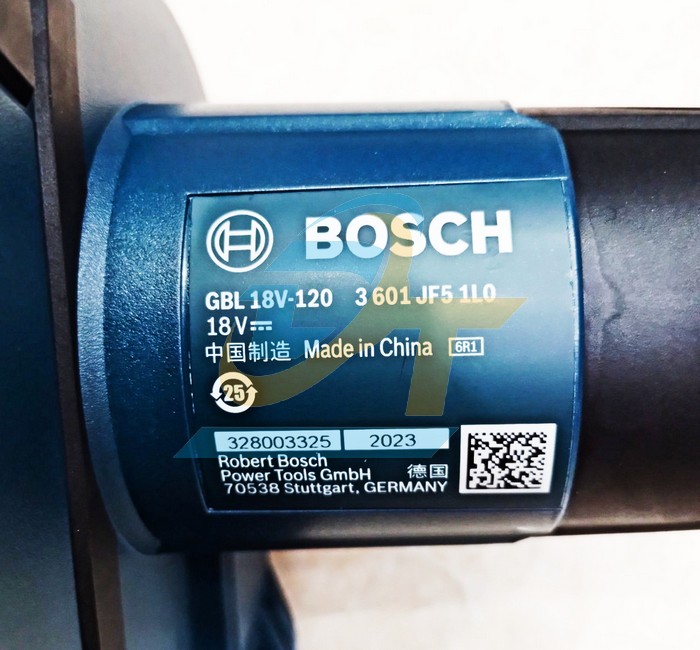 BOSCH
GBL 18V-120 3 601 JF5 1L0
18V⎓
中国制造 Made in China 6R1
25
328003325 2023
Robert Bosch
Power Tools GmbH 德国
70538 Stuttgart, GERMANY